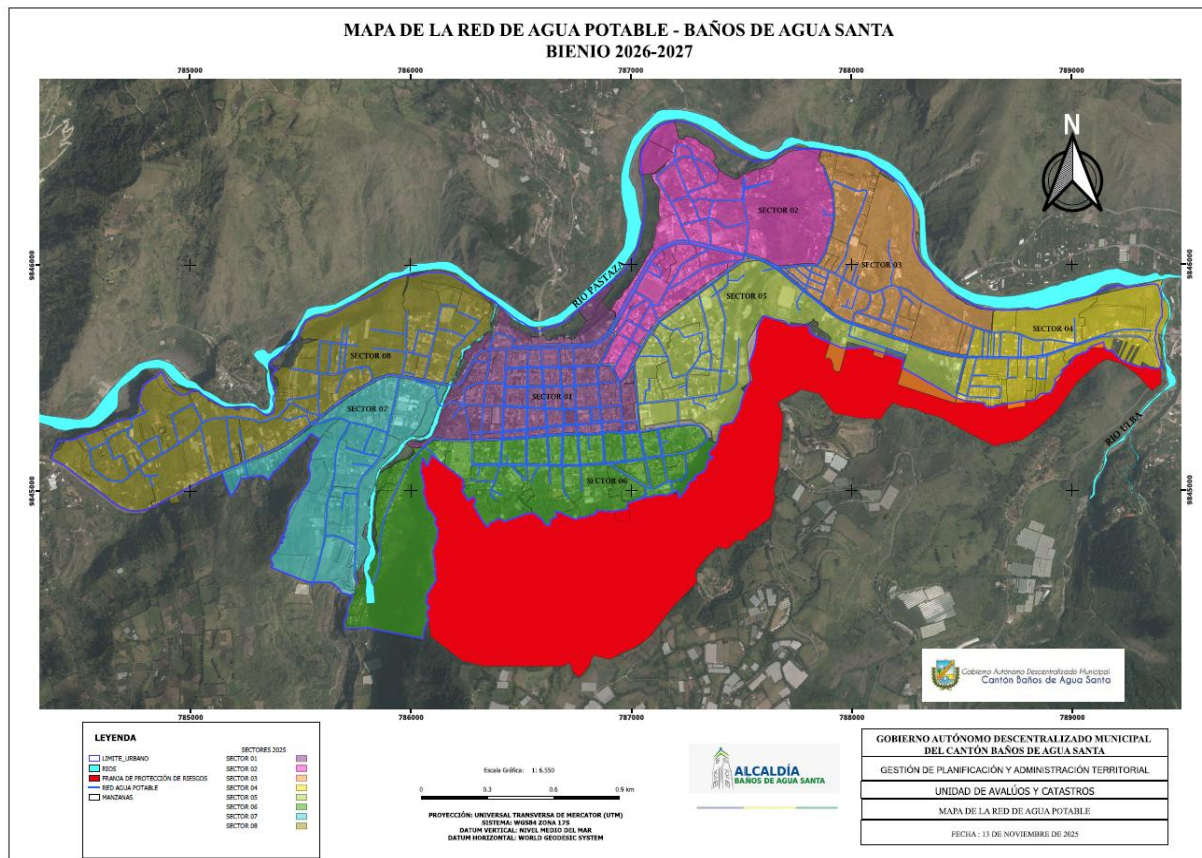 MAPA DE LA RED DE AGUA POTABLE - BAÑOS DE AGUA SANTA
BIENIO 2026-2027
785000
786000
787000
788000
789000
N
9846000
9846000
SECTOR 02
SECTOR 03
RIO PASTAZA
SECTOR 05
SECTOR 04
SECTOR 08
SECTOR 07
SECTOR 01
RIO ULBA
SECTOR 06
9845000
9845000
Gobierno Autónomo Descentralizado Municipal
Cantón Baños de Agua Santa
785000
786000
787000
788000
789000
LEYENDA
LIMITE_URBANO
RIOS
FRANJA DE PROTECCIÓN DE RIESGOS
RED AGUA POTABLE
MANZANAS
SECTORES 2025
SECTOR 01
SECTOR 02
SECTOR 03
SECTOR 04
SECTOR 05
SECTOR 06
SECTOR 07
SECTOR 08
Escala Gráfica: 1: 6.550
0 0.3 0.6 0.9 km
PROYECCIÓN: UNIVERSAL TRANSVERSA DE MERCATOR (UTM)
SISTEMA: WGS84 ZONA 17S
DATUM VERTICAL: NIVEL MEDIO DEL MAR
DATUM HORIZONTAL: WORLD GEODESIC SYSTEM
ALCALDÍA
BAÑOS DE AGUA SANTA
GOBIERNO AUTÓNOMO DESCENTRALIZADO MUNICIPAL
DEL CANTÓN BAÑOS DE AGUA SANTA
GESTIÓN DE PLANIFICACIÓN Y ADMINISTRACIÓN TERRITORIAL
UNIDAD DE AVALÚOS Y CATASTROS
MAPA DE LA RED DE AGUA POTABLE
FECHA : 13 DE NOVIEMBRE DE 2025